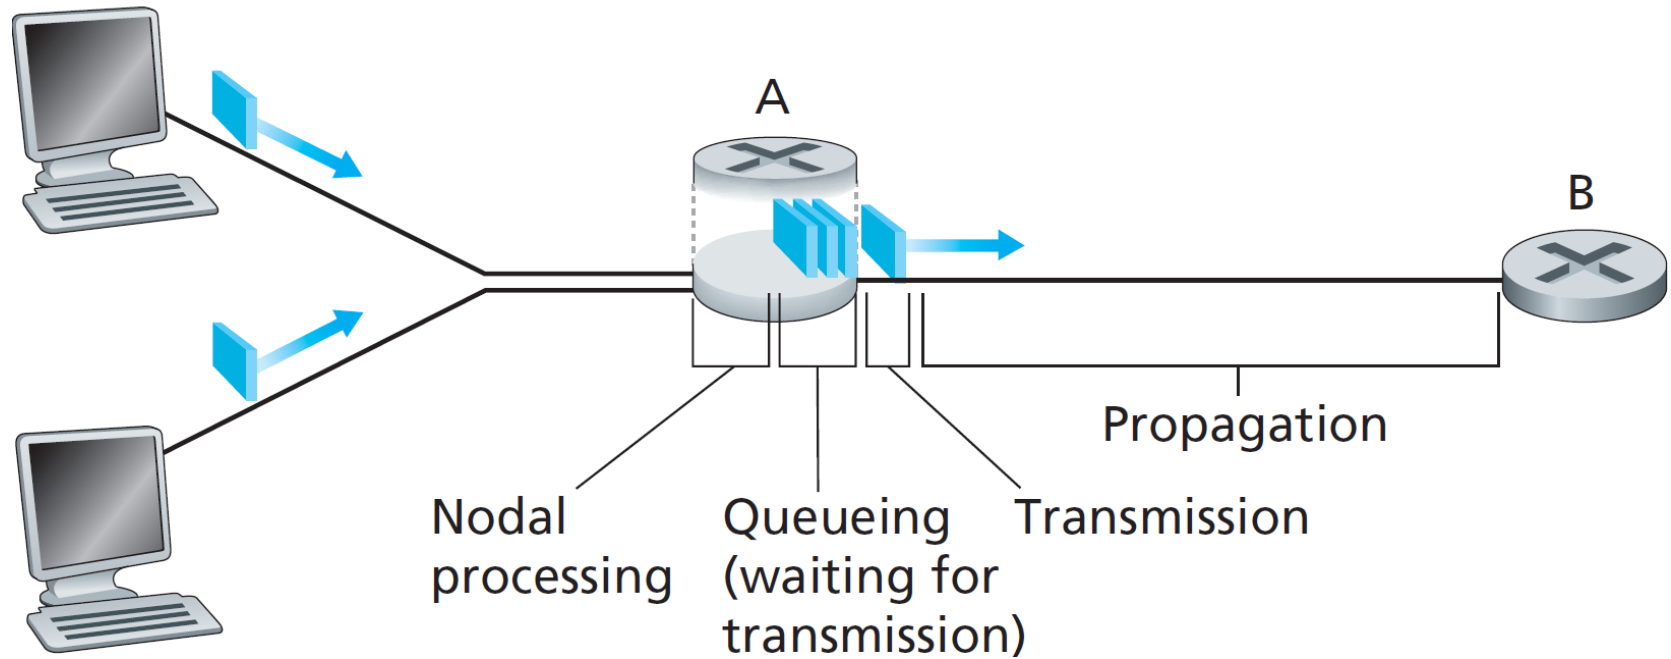 A
B
Propagation
Nodal
processing
Queueing
(waiting for
transmission)
Transmission